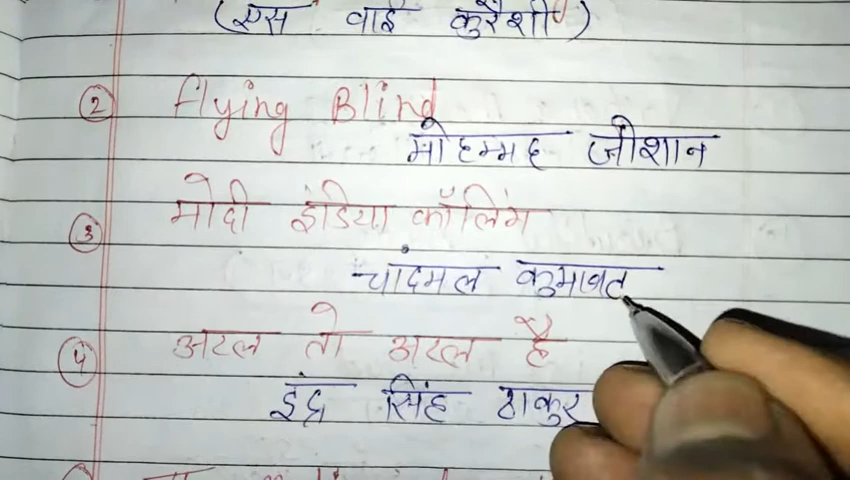 (एस वाई कुरैशी)
② Flying Blind
मोहम्मद जीशान
③ मोदी इंडिया कॉलिंग
चांदमल कुमावत
④ अटल तो अटल है
इंद्र सिंह ठाकुर